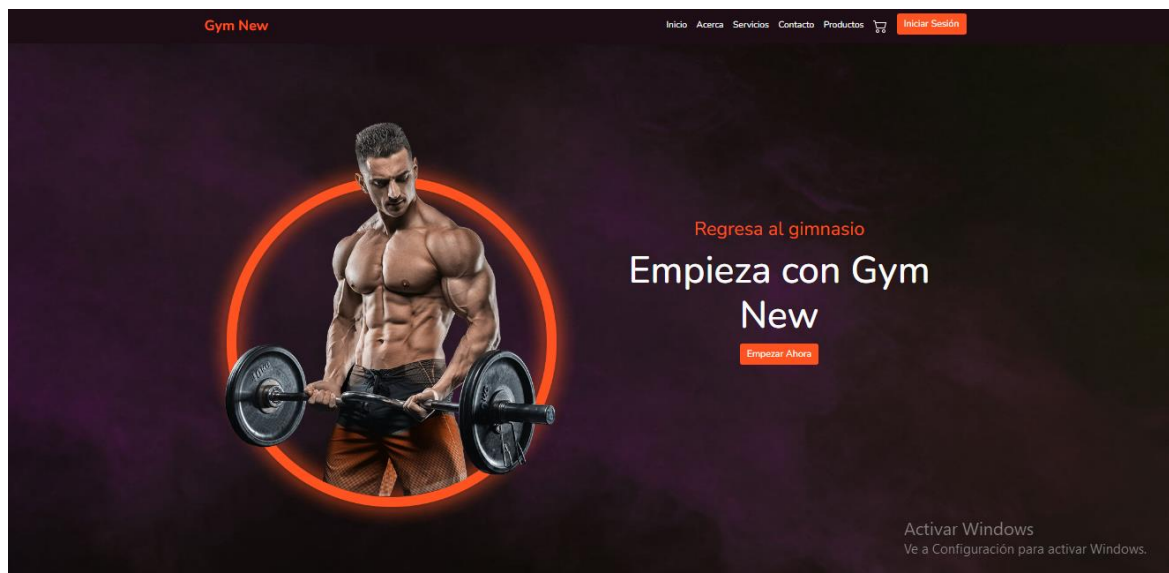 Gym New
Inicio Acerca Servicios Contacto Productos Iniciar Sesión
Regresa al gimnasio
Empieza con Gym
New
Empezar Ahora
Activar Windows
Ve a Configuración para activar Windows.